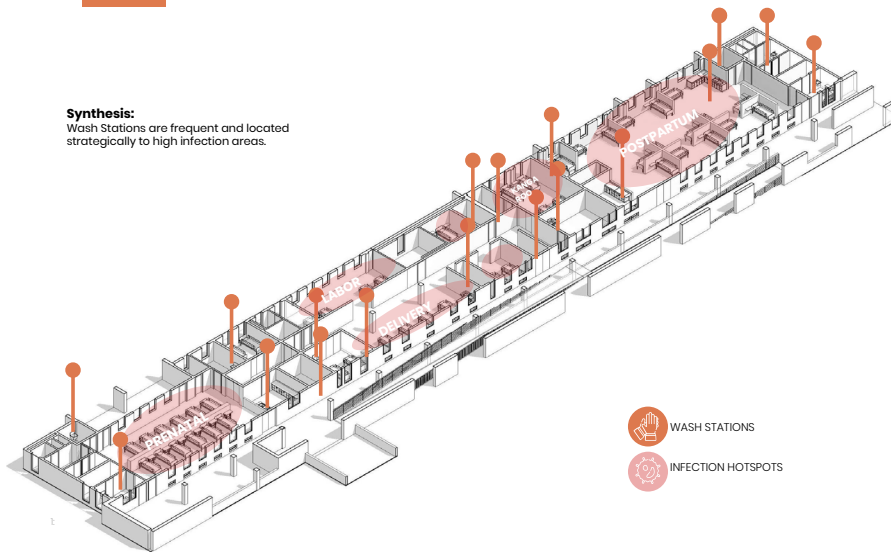 Synthesis:
Wash Stations are frequent and located
strategically to high infection areas.
POSTPARTUM
LABOR
DELIVERY
PRENATAL
WASH STATIONS
INFECTION HOTSPOTS